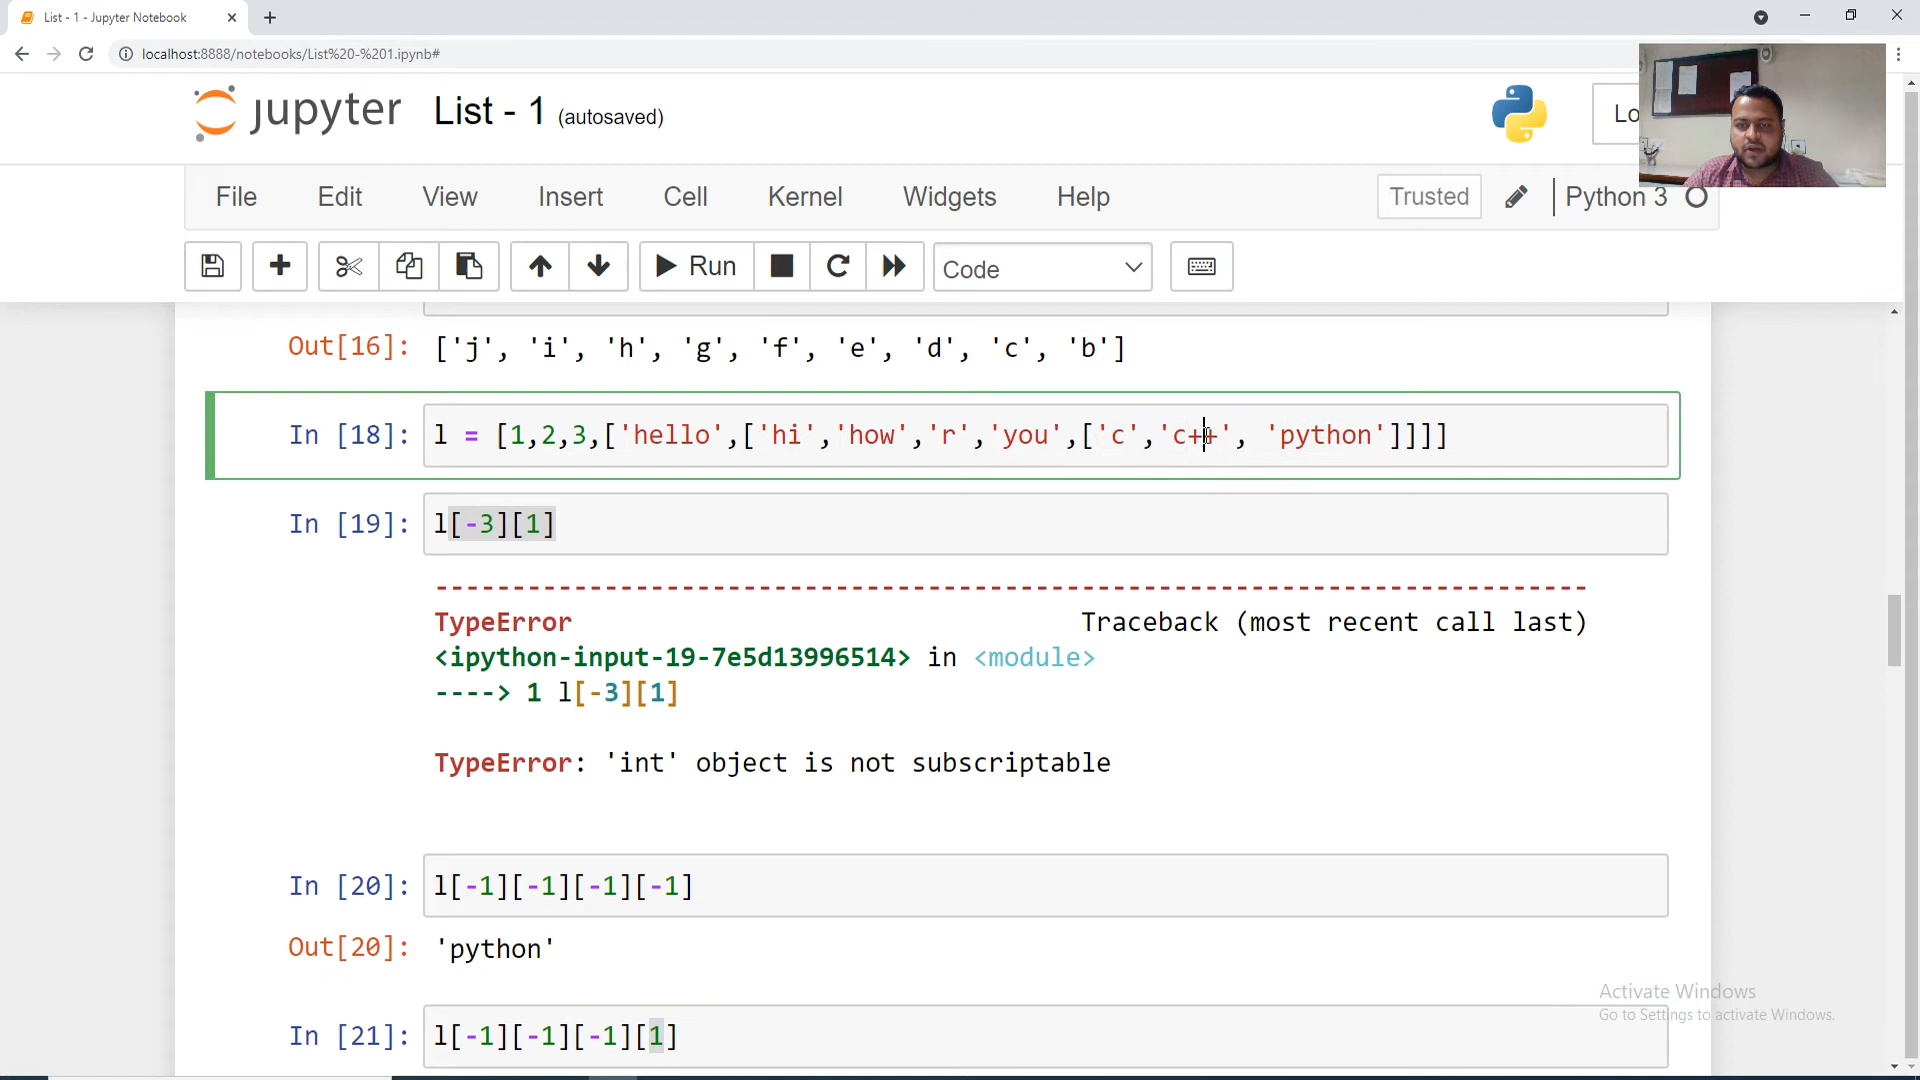 List - 1 - Jupyter Notebook
localhost:8888/notebooks/List%20-%201.ipynb#
jupyter List - 1 (autosaved)
Lo
File Edit View Insert Cell Kernel Widgets Help Trusted Python 3
Run Code
Out[16]: ['j', 'i', 'h', 'g', 'f', 'e', 'd', 'c', 'b']
In [18]: l = [1,2,3,['hello',['hi','how','r','you',['c','c++', 'python']]]]
In [19]: l[-3][1]
---------------------------------------------------------------------------
TypeError Traceback (most recent call last)
<ipython-input-19-7e5d13996514> in <module>
----> 1 l[-3][1]
TypeError: 'int' object is not subscriptable
In [20]: l[-1][-1][-1][-1]
Out[20]: 'python'
Activate Windows
Go to Settings to activate Windows.
In [21]: l[-1][-1][-1][1]